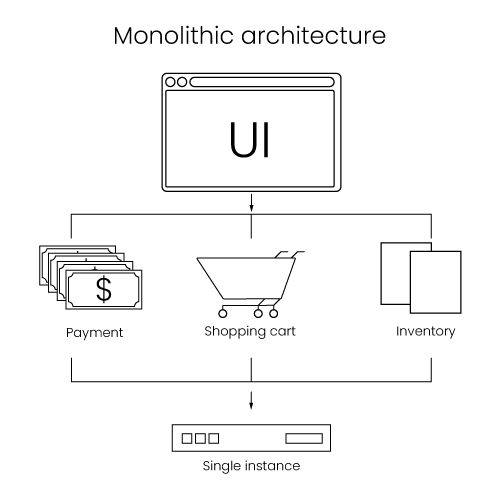 Monolithic architecture
UI
$
Payment
Shopping cart
Inventory
Single instance